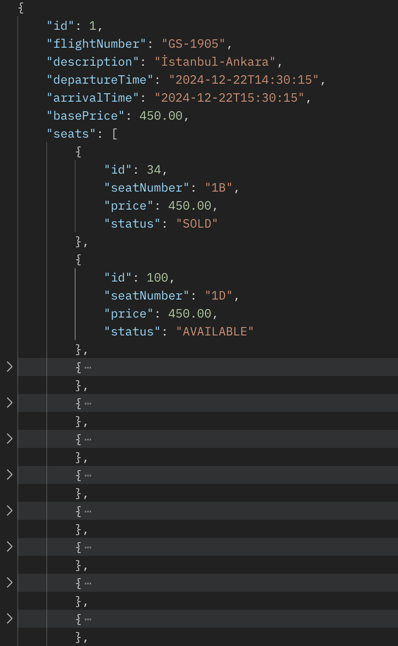 {
"id": 1,
"flightNumber": "GS-1905",
"description": "İstanbul-Ankara",
"departureTime": "2024-12-22T14:30:15",
"arrivalTime": "2024-12-22T15:30:15",
"basePrice": 450.00,
"seats": [
{
"id": 34,
"seatNumber": "1B",
"price": 450.00,
"status": "SOLD"
},
{
"id": 100,
"seatNumber": "1D",
"price": 450.00,
"status": "AVAILABLE"
},
{⋯
},
{⋯
},
{⋯
},
{⋯
},
{⋯
},
{⋯
},
{⋯
},
{⋯
},